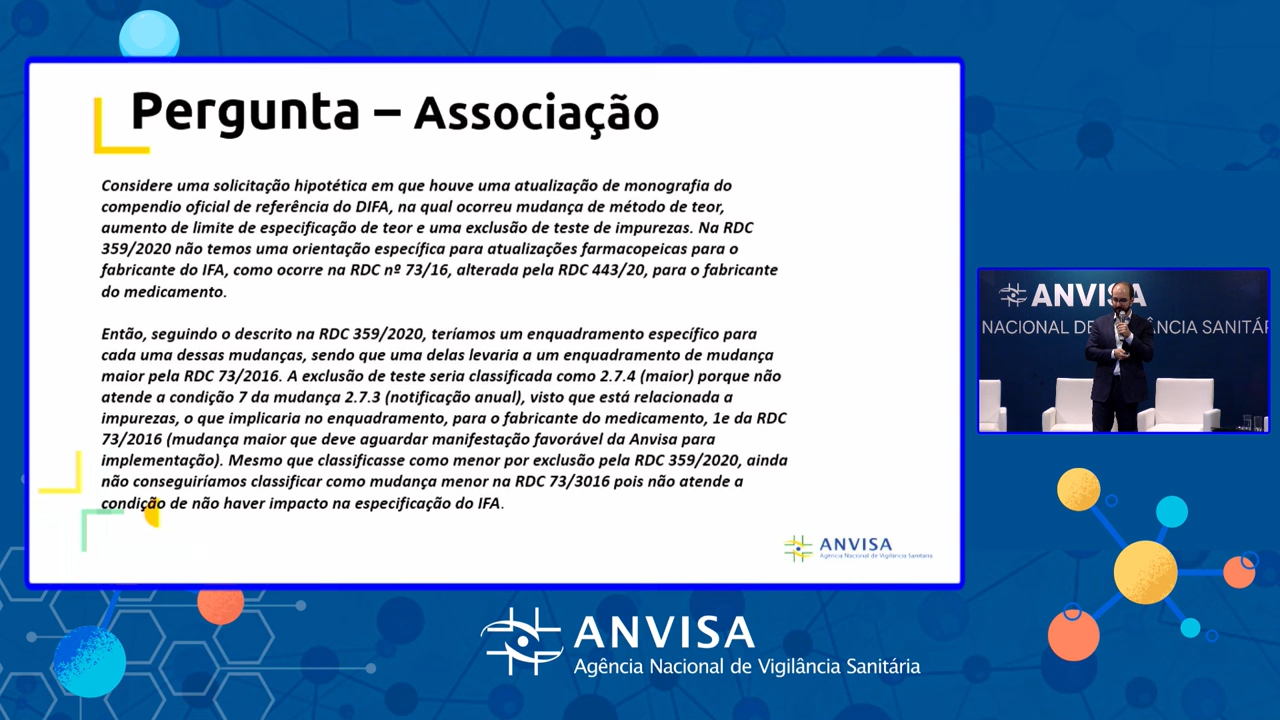 Pergunta – Associação
Considere uma solicitação hipotética em que houve uma atualização de monografia do
compendio oficial de referência do DIFA, na qual ocorreu mudança de método de teor,
aumento de limite de especificação de teor e uma exclusão de teste de impurezas. Na RDC
359/2020 não temos uma orientação específica para atualizações farmacopeicas para o
fabricante do IFA, como ocorre na RDC nº 73/16, alterada pela RDC 443/20, para o fabricante
do medicamento.
Então, seguindo o descrito na RDC 359/2020, teríamos um enquadramento específico para
cada uma dessas mudanças, sendo que uma delas levaria a um enquadramento de mudança
maior pela RDC 73/2016. A exclusão de teste seria classificada como 2.7.4 (maior) porque não
atende a condição 7 da mudança 2.7.3 (notificação anual), visto que está relacionada a
impurezas, o que implicaria no enquadramento, para o fabricante do medicamento, 1e da RDC
73/2016 (mudança maior que deve aguardar manifestação favorável da Anvisa para
implementação). Mesmo que classificasse como menor por exclusão pela RDC 359/2020, ainda
não conseguiríamos classificar como mudança menor na RDC 73/3016 pois não atende a
condição de não haver impacto na especificação do IFA.
ANVISA
Agência Nacional de Vigilância Sanitária
ANVISA
NACIONAL DE VIGILÂNCIA SANITÁR
ANVISA
Agência Nacional de Vigilância Sanitária